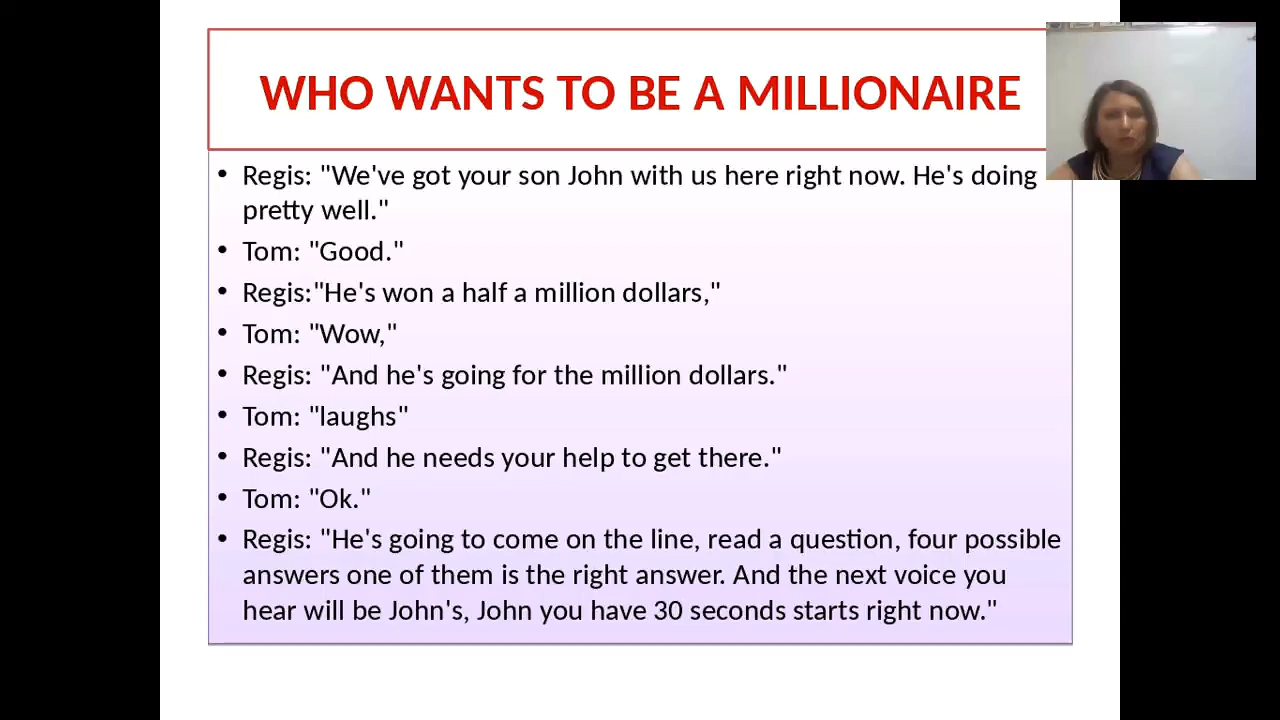 WHO WANTS TO BE A MILLIONAIRE
• Regis: "We've got your son John with us here right now. He's doing
pretty well."
• Tom: "Good."
• Regis:"He's won a half a million dollars,"
• Tom: "Wow,"
• Regis: "And he's going for the million dollars."
• Tom: "laughs"
• Regis: "And he needs your help to get there."
• Tom: "Ok."
• Regis: "He's going to come on the line, read a question, four possible
answers one of them is the right answer. And the next voice you
hear will be John's, John you have 30 seconds starts right now."